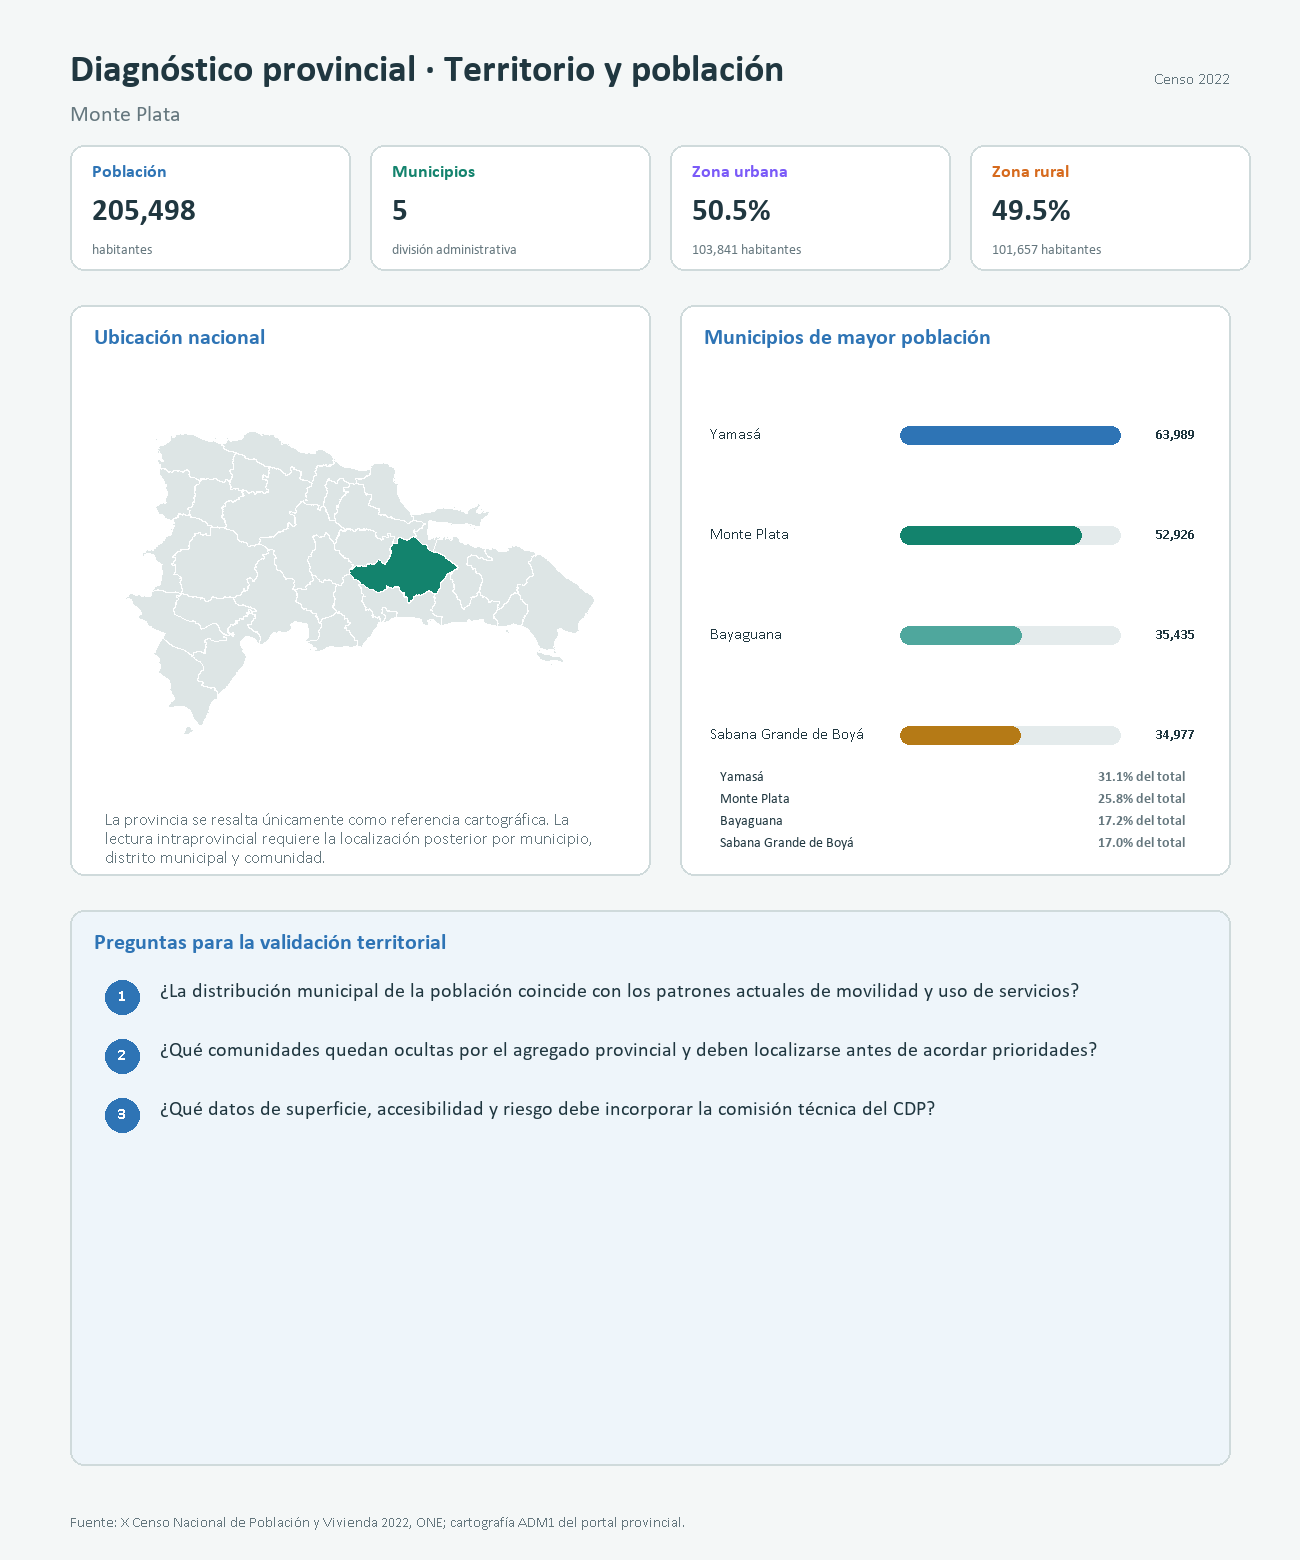 Diagnóstico provincial · Territorio y población
Censo 2022
Monte Plata
Población
205,498
habitantes
Municipios
5
división administrativa
Zona urbana
50.5%
103,841 habitantes
Zona rural
49.5%
101,657 habitantes
Ubicación nacional
La provincia se resalta únicamente como referencia cartográfica. La
lectura intraprovincial requiere la localización posterior por municipio,
distrito municipal y comunidad.
Municipios de mayor población
Yamasá 63,989
Monte Plata 52,926
Bayaguana 35,435
Sabana Grande de Boyá 34,977
Yamasá 31.1% del total
Monte Plata 25.8% del total
Bayaguana 17.2% del total
Sabana Grande de Boyá 17.0% del total
Preguntas para la validación territorial
1 ¿La distribución municipal de la población coincide con los patrones actuales de movilidad y uso de servicios?
2 ¿Qué comunidades quedan ocultas por el agregado provincial y deben localizarse antes de acordar prioridades?
3 ¿Qué datos de superficie, accesibilidad y riesgo debe incorporar la comisión técnica del CDP?
Fuente: X Censo Nacional de Población y Vivienda 2022, ONE; cartografía ADM1 del portal provincial.